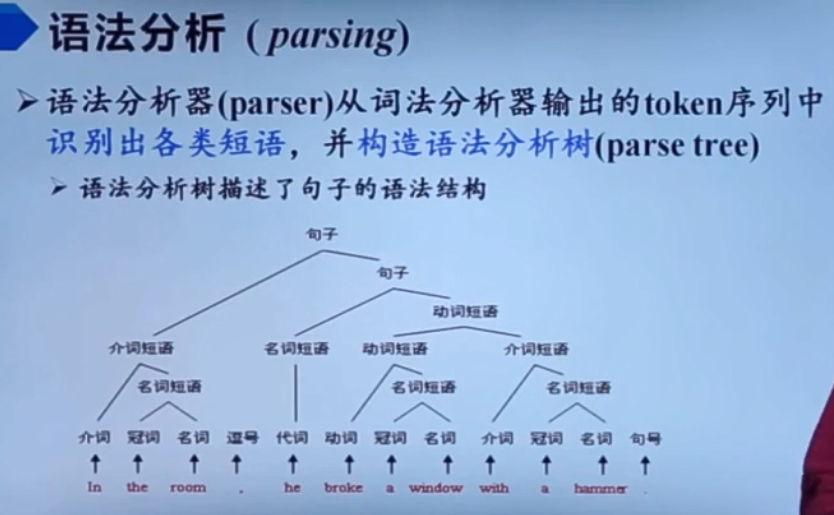 语法分析 (parsing)
➢语法分析器(parser)从词法分析器输出的token序列中
识别出各类短语，并构造语法分析树(parse tree)
➢ 语法分析树描述了句子的语法结构
句子
句子
动词短语
介词短语 名词短语 动词短语 介词短语
名词短语 名词短语 名词短语
介词 冠词 名词 逗号 代词 动词 冠词 名词 介词 冠词 名词 句号
In the room , he broke a window with a hammer .